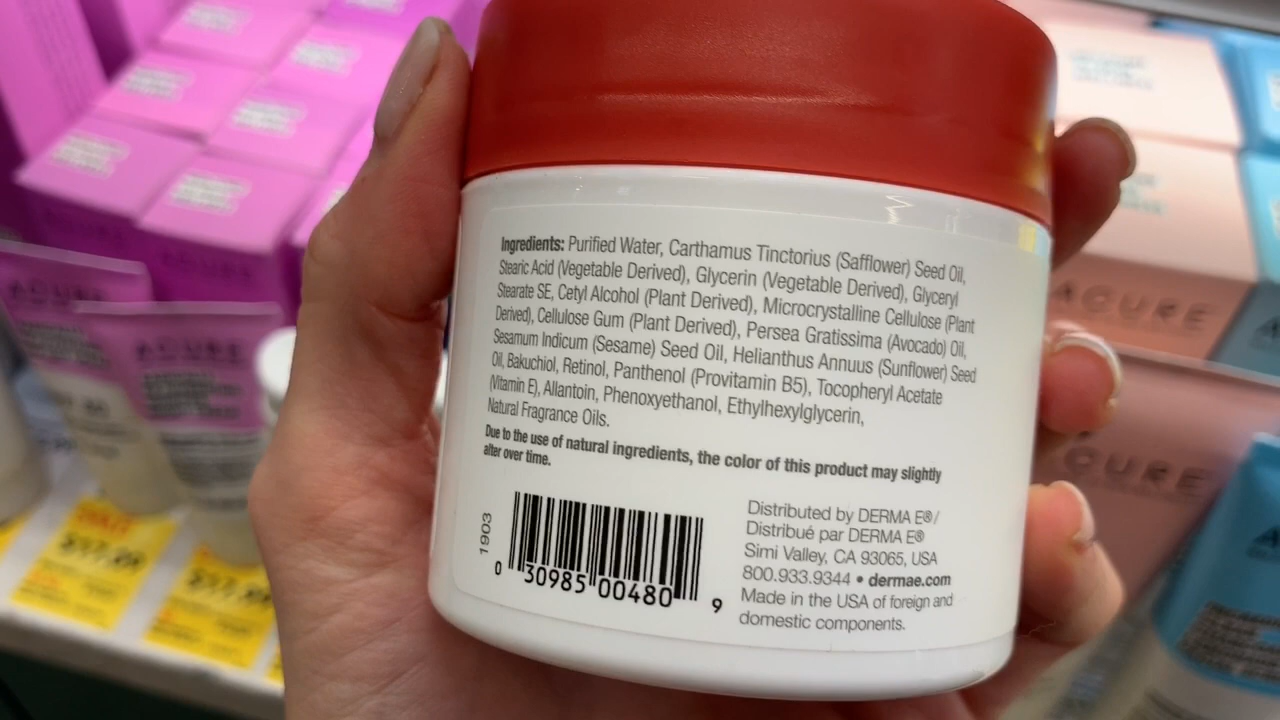 Ingredients: Purified Water, Carthamus Tinctorius (Safflower) Seed Oil,
Stearic Acid (Vegetable Derived), Glycerin (Vegetable Derived), Glyceryl
Stearate SE, Cetyl Alcohol (Plant Derived), Microcrystalline Cellulose (Plant
Derived), Cellulose Gum (Plant Derived), Persea Gratissima (Avocado) Oil,
Sesamum Indicum (Sesame) Seed Oil, Helianthus Annuus (Sunflower) Seed
Oil, Bakuchiol, Retinol, Panthenol (Provitamin B5), Tocopheryl Acetate
(Vitamin E), Allantoin, Phenoxyethanol, Ethylhexylglycerin,
Natural Fragrance Oils.
Due to the use of natural ingredients, the color of this product may slightly
alter over time.
1903
0 30985 00480 9
Distributed by DERMA E®/
Distribué par DERMA E®
Simi Valley, CA 93065, USA
800.933.9344 • dermae.com
Made in the USA of foreign and
domestic components.
ACURE
ACURE
ACURE
ACURE